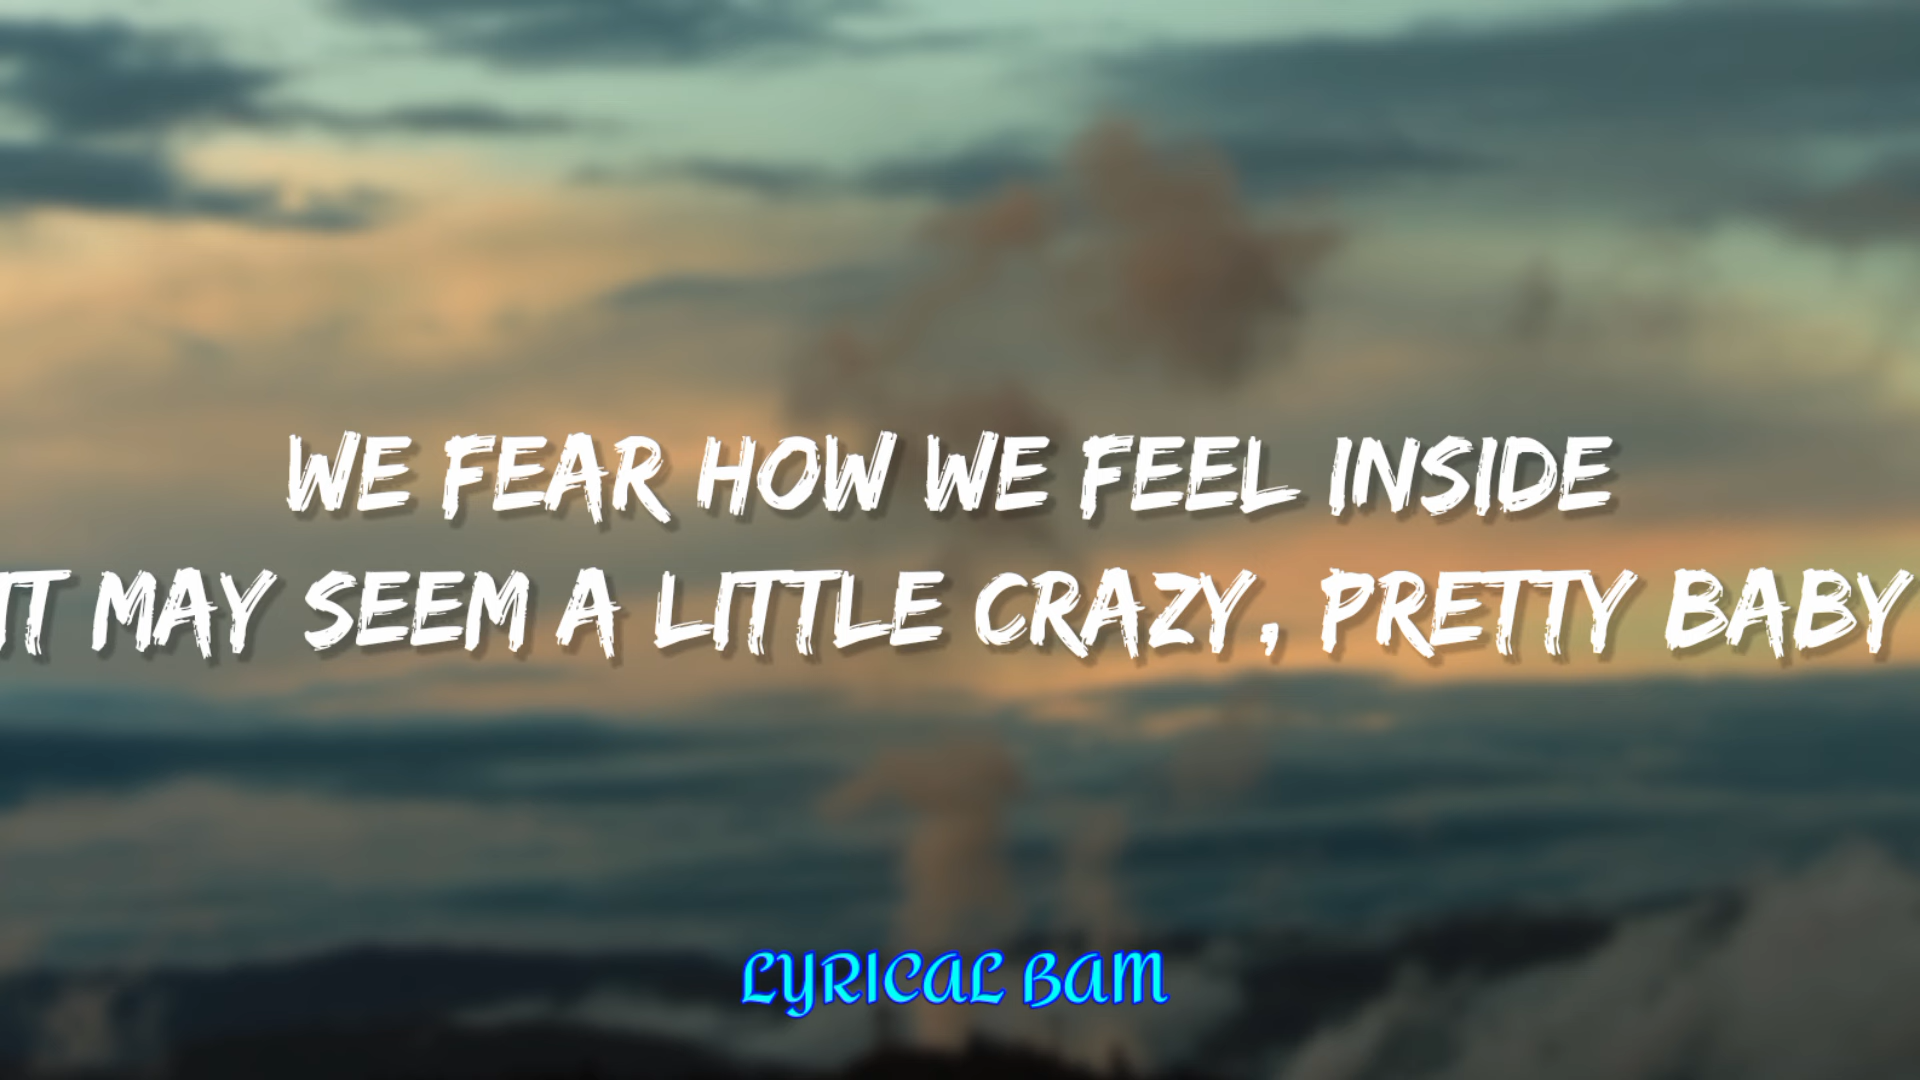 WE FEAR HOW WE FEEL INSIDE
IT MAY SEEM A LITTLE CRAZY, PRETTY BABY
LYRICAL BAM